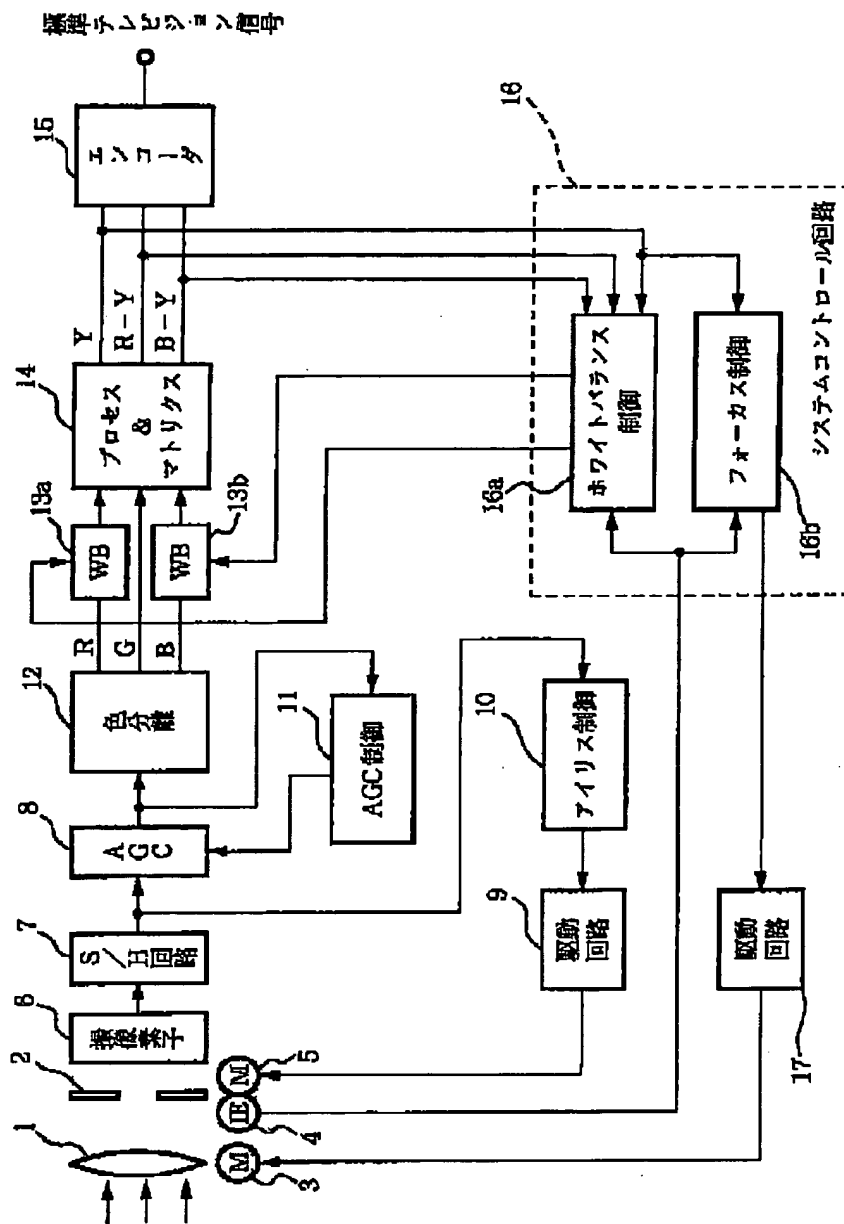 標準テレビジョン信号
15
エンコーダ
Y
R-Y
B-Y
14
プロセス
&
マトリクス
13a
WB
13b
WB
R
G
B
12
色分離
8
AGC
11
AGC制御
7
S/H回路
6
撮像素子
2
1
10
アイリス制御
9
駆動
回路
5
M
IE
4
M
3
16
ホワイトバランス
制御
16a
フォーカス制御
16b
システムコントロール回路
駆動
回路
17